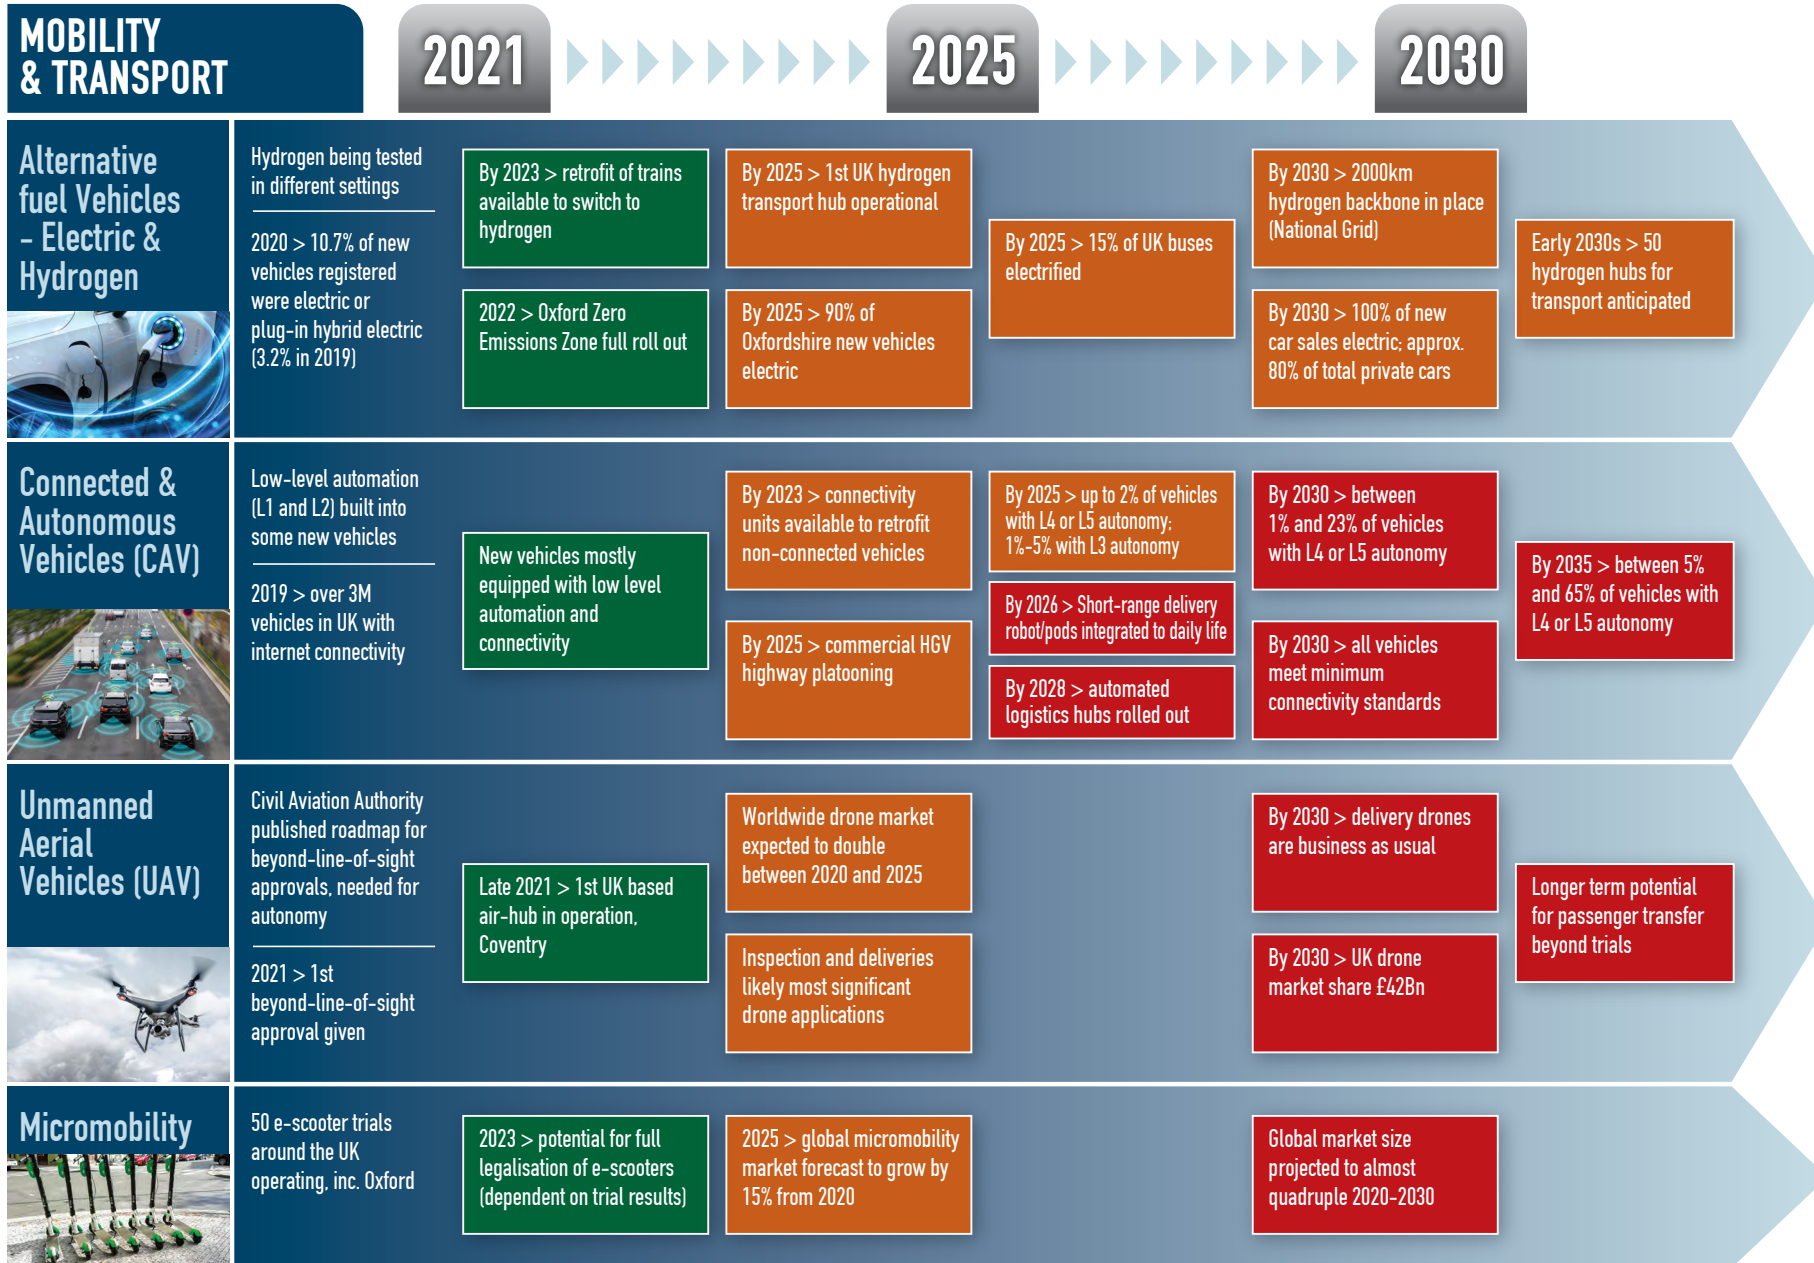 MOBILITY
& TRANSPORT
2021
2025
2030
Alternative
fuel Vehicles
- Electric &
Hydrogen
Hydrogen being tested
in different settings
2020 > 10.7% of new
vehicles registered
were electric or
plug-in hybrid electric
(3.2% in 2019)
By 2023 > retrofit of trains
available to switch to
hydrogen
2022 > Oxford Zero
Emissions Zone full roll out
By 2025 > 1st UK hydrogen
transport hub operational
By 2025 > 90% of
Oxfordshire new vehicles
electric
By 2025 > 15% of UK buses
electrified
By 2030 > 2000km
hydrogen backbone in place
(National Grid)
By 2030 > 100% of new
car sales electric; approx.
80% of total private cars
Early 2030s > 50
hydrogen hubs for
transport anticipated
Connected &
Autonomous
Vehicles (CAV)
Low-level automation
(L1 and L2) built into
some new vehicles
2019 > over 3M
vehicles in UK with
internet connectivity
New vehicles mostly
equipped with low level
automation and
connectivity
By 2023 > connectivity
units available to retrofit
non-connected vehicles
By 2025 > commercial HGV
highway platooning
By 2025 > up to 2% of vehicles
with L4 or L5 autonomy;
1%-5% with L3 autonomy
By 2026 > Short-range delivery
robot/pods integrated to daily life
By 2028 > automated
logistics hubs rolled out
By 2030 > between
1% and 23% of vehicles
with L4 or L5 autonomy
By 2030 > all vehicles
meet minimum
connectivity standards
By 2035 > between 5%
and 65% of vehicles with
L4 or L5 autonomy
Unmanned
Aerial
Vehicles (UAV)
Civil Aviation Authority
published roadmap for
beyond-line-of-sight
approvals, needed for
autonomy
2021 > 1st
beyond-line-of-sight
approval given
Late 2021 > 1st UK based
air-hub in operation,
Coventry
Worldwide drone market
expected to double
between 2020 and 2025
Inspection and deliveries
likely most significant
drone applications
By 2030 > delivery drones
are business as usual
By 2030 > UK drone
market share £42Bn
Longer term potential
for passenger transfer
beyond trials
Micromobility
50 e-scooter trials
around the UK
operating, inc. Oxford
2023 > potential for full
legalisation of e-scooters
(dependent on trial results)
2025 > global micromobility
market forecast to grow by
15% from 2020
Global market size
projected to almost
quadruple 2020-2030